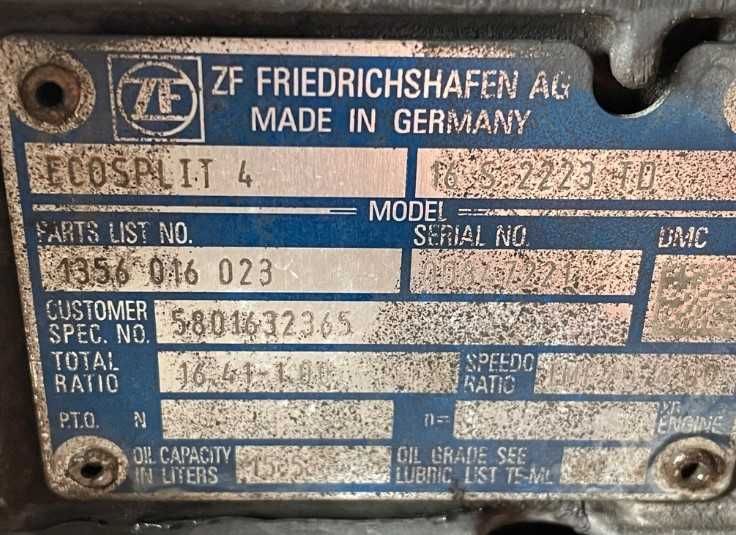 ZF
ZF FRIEDRICHSHAFEN AG
MADE IN GERMANY
ECOSPLIT 4 16 S 2223 TD
MODEL
PARTS LIST NO. SERIAL NO. DMC
1356 016 023
CUSTOMER
SPEC. NO. 5801632365
TOTAL
RATIO 16.41-1.00
SPEEDO
RATIO
P.T.O. N n=
ENGINE
OIL CAPACITY
IN LITERS
OIL GRADE SEE
LUBRIC. LIST TE-ML